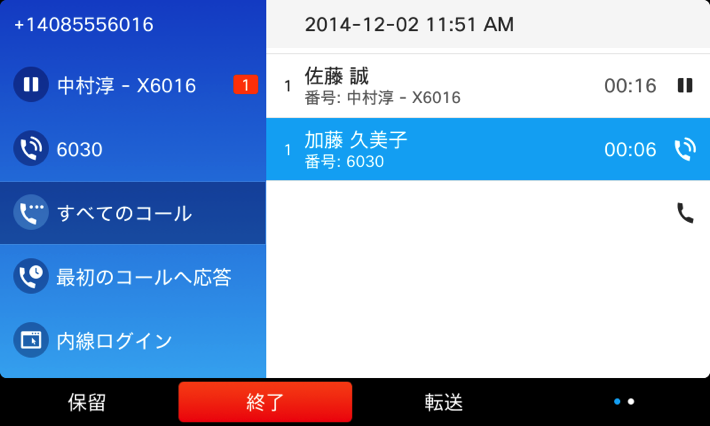 +14085556016
2014-12-02 11:51 AM
中村淳 - X6016
1
6030
すべてのコール
最初のコールへ応答
内線ログイン
1
佐藤 誠
番号: 中村淳 - X6016
00:16
1
加藤 久美子
番号: 6030
00:06
保留
終了
転送